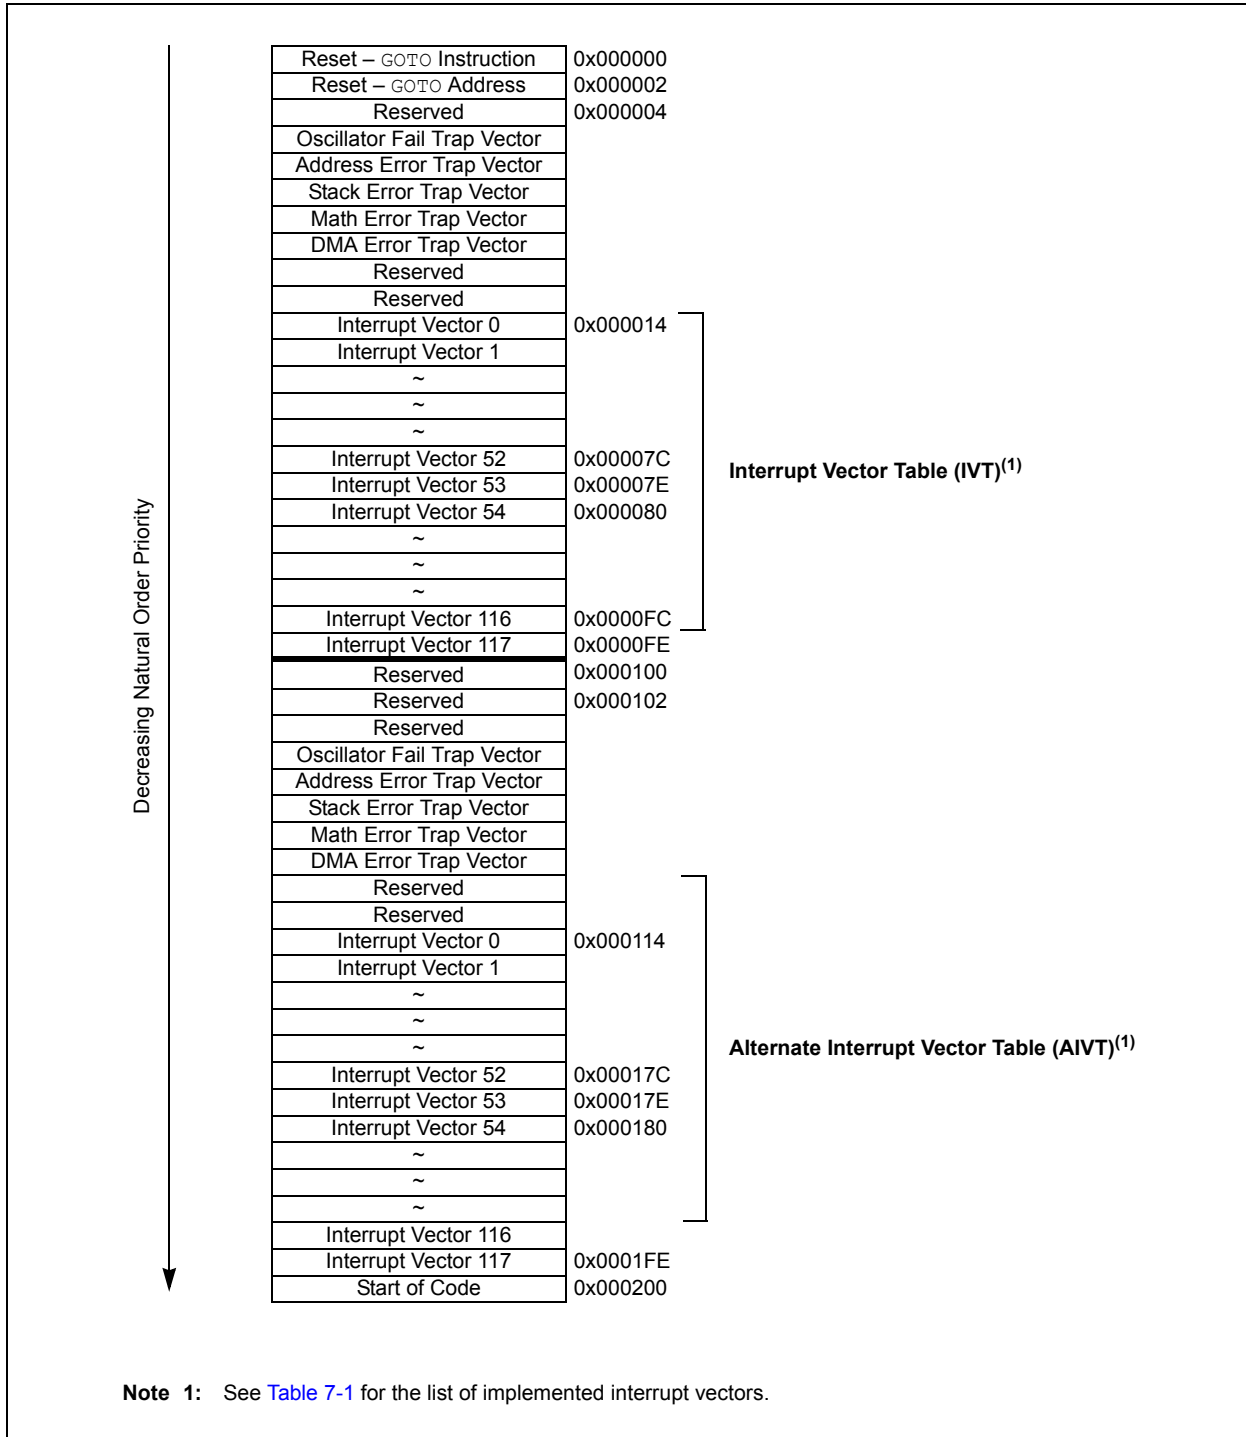 Decreasing Natural Order Priority
Reset – GOTO Instruction 0x000000
Reset – GOTO Address 0x000002
Reserved 0x000004
Oscillator Fail Trap Vector
Address Error Trap Vector
Stack Error Trap Vector
Math Error Trap Vector
DMA Error Trap Vector
Reserved
Reserved
Interrupt Vector 0 0x000014
Interrupt Vector 1
~
~
~
Interrupt Vector 52 0x00007C
Interrupt Vector Table (IVT)(1)
Interrupt Vector 53 0x00007E
Interrupt Vector 54 0x000080
~
~
~
Interrupt Vector 116 0x0000FC
Interrupt Vector 117 0x0000FE
Reserved 0x000100
Reserved 0x000102
Reserved
Oscillator Fail Trap Vector
Address Error Trap Vector
Stack Error Trap Vector
Math Error Trap Vector
DMA Error Trap Vector
Reserved
Reserved
Interrupt Vector 0 0x000114
Interrupt Vector 1
~
~
~
Alternate Interrupt Vector Table (AIVT)(1)
Interrupt Vector 52 0x00017C
Interrupt Vector 53 0x00017E
Interrupt Vector 54 0x000180
~
~
~
Interrupt Vector 116
Interrupt Vector 117 0x0001FE
Start of Code 0x000200
Note 1: See Table 7-1 for the list of implemented interrupt vectors.